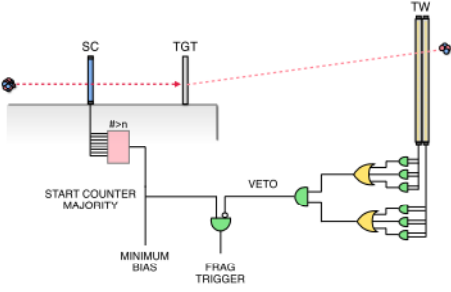 TW
SC
TGT
#>n
VETO
START COUNTER
MAJORITY
MINIMUM
BIAS
FRAG
TRIGGER